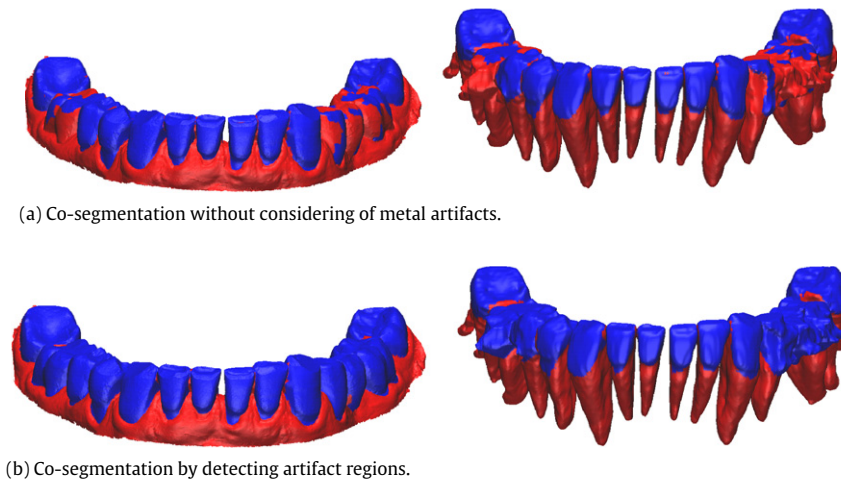 (a) Co-segmentation without considering of metal artifacts.
(b) Co-segmentation by detecting artifact regions.